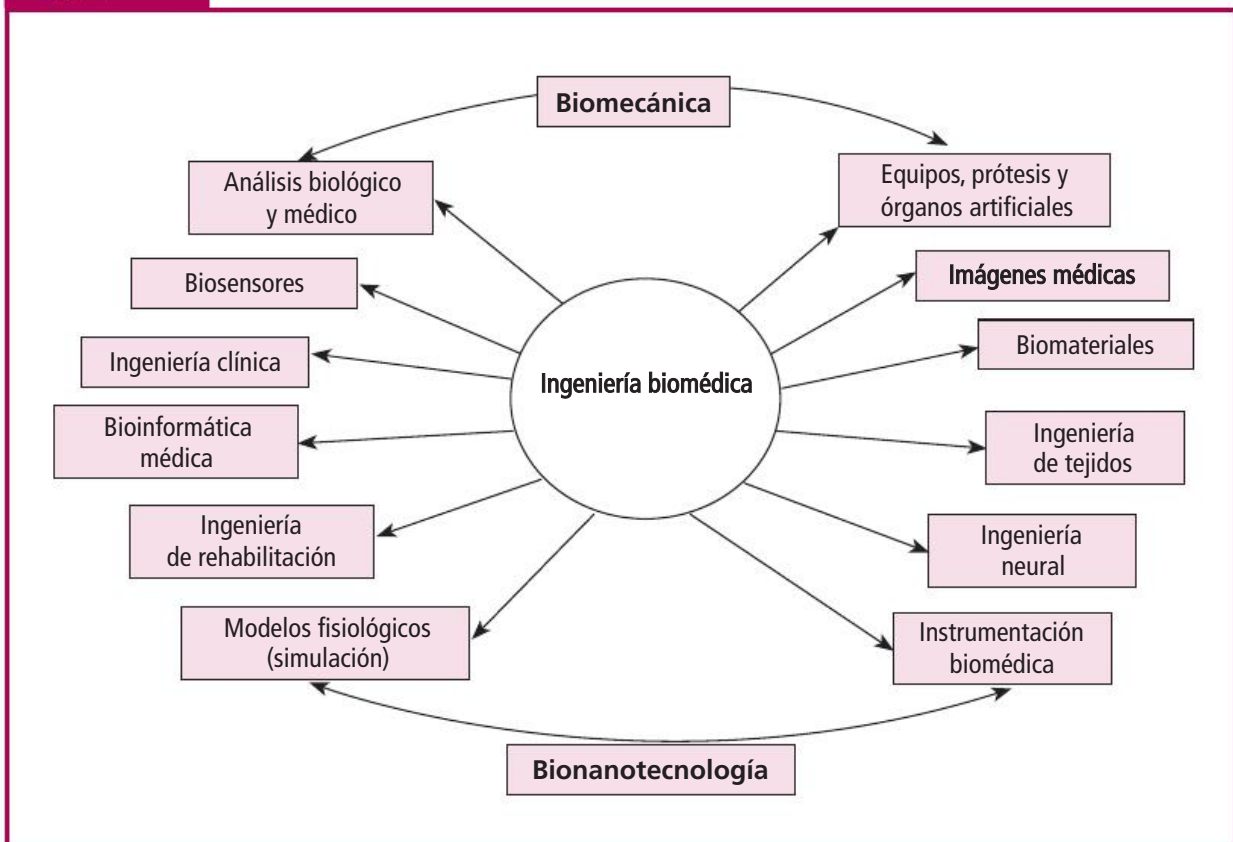 Biomecánica
Análisis biológico
y médico
Equipos, prótesis y
órganos artificiales
Biosensores
Imágenes médicas
Ingeniería clínica
Biomateriales
Ingeniería biomédica
Bioinformática
médica
Ingeniería
de tejidos
Ingeniería
de rehabilitación
Ingeniería
neural
Modelos fisiológicos
(simulación)
Instrumentación
biomédica
Bionanotecnología